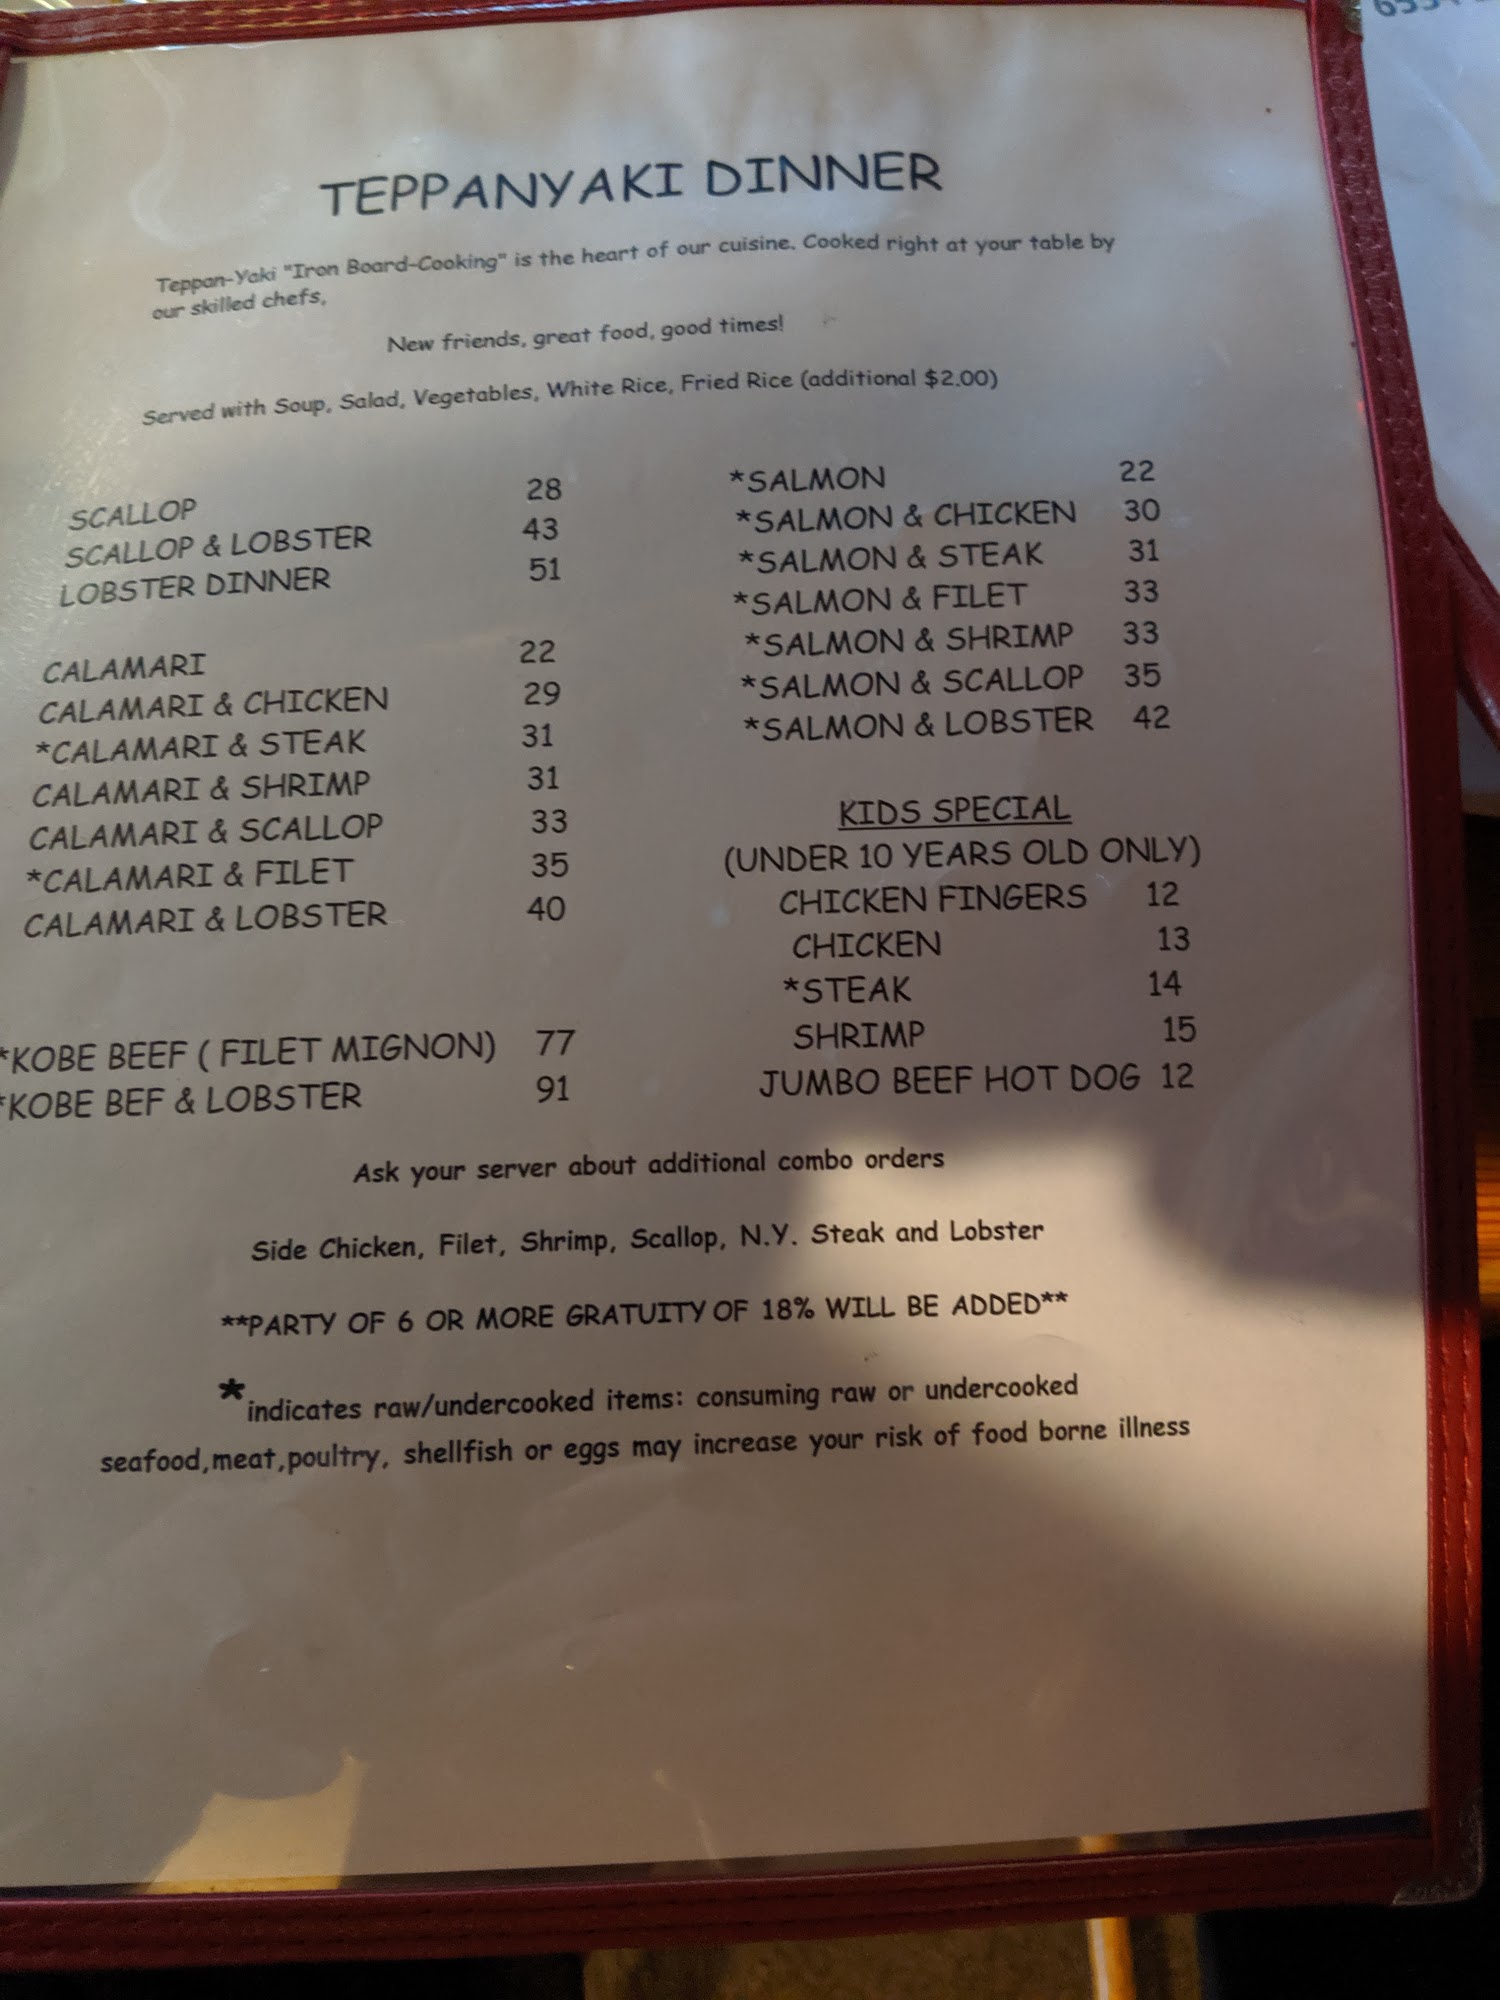 TEPPANYAKI DINNER
Teppan-Yaki "Iron Board-Cooking" is the heart of our cuisine. Cooked right at your table by
our skilled chefs,
New friends, great food, good times!
Served with Soup, Salad, Vegetables, White Rice, Fried Rice (additional $2.00)
SCALLOP 28
SCALLOP & LOBSTER 43
LOBSTER DINNER 51
CALAMARI 22
CALAMARI & CHICKEN 29
*CALAMARI & STEAK 31
CALAMARI & SHRIMP 31
CALAMARI & SCALLOP 33
*CALAMARI & FILET 35
CALAMARI & LOBSTER 40
*KOBE BEEF ( FILET MIGNON) 77
*KOBE BEF & LOBSTER 91
*SALMON 22
*SALMON & CHICKEN 30
*SALMON & STEAK 31
*SALMON & FILET 33
*SALMON & SHRIMP 33
*SALMON & SCALLOP 35
*SALMON & LOBSTER 42
KIDS SPECIAL
(UNDER 10 YEARS OLD ONLY)
CHICKEN FINGERS 12
CHICKEN 13
*STEAK 14
SHRIMP 15
JUMBO BEEF HOT DOG 12
Ask your server about additional combo orders
Side Chicken, Filet, Shrimp, Scallop, N.Y. Steak and Lobster
**PARTY OF 6 OR MORE GRATUITY OF 18% WILL BE ADDED**
*indicates raw/undercooked items: consuming raw or undercooked
seafood,meat,poultry, shellfish or eggs may increase your risk of food borne illness